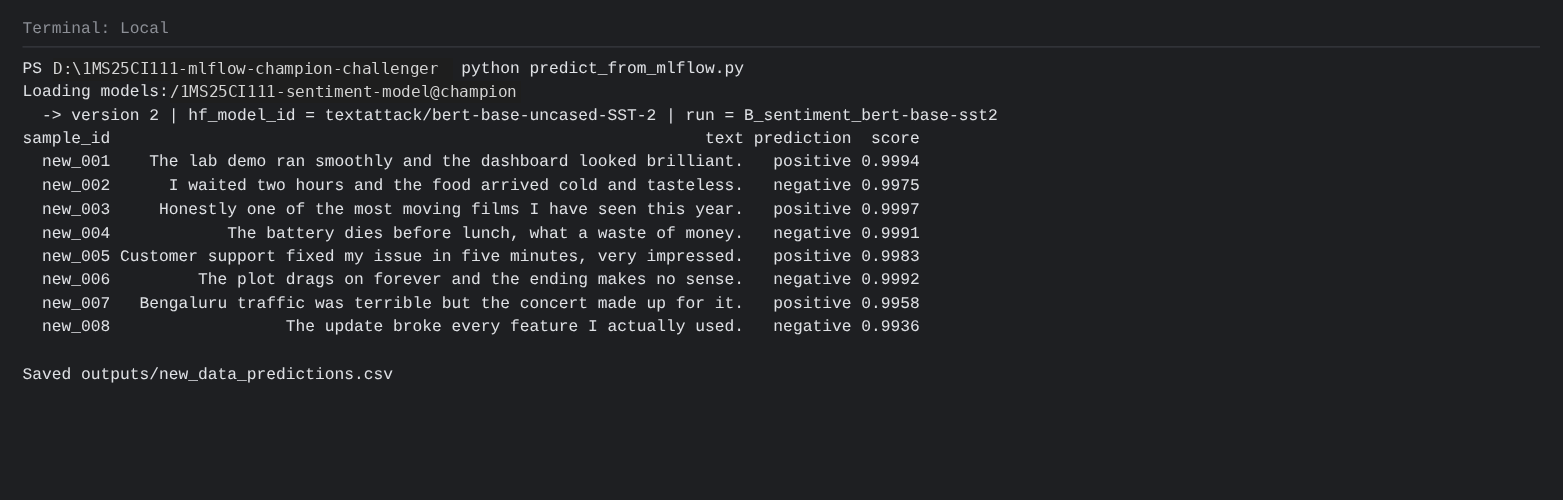 Terminal: Local
PS D:\1MS25CI111-mlflow-champion-challenger python predict_from_mlflow.py
Loading models:/1MS25CI111-sentiment-model@champion
-> version 2 | hf_model_id = textattack/bert-base-uncased-SST-2 | run = B_sentiment_bert-base-sst2
sample_id text prediction score
new_001 The lab demo ran smoothly and the dashboard looked brilliant. positive 0.9994
new_002 I waited two hours and the food arrived cold and tasteless. negative 0.9975
new_003 Honestly one of the most moving films I have seen this year. positive 0.9997
new_004 The battery dies before lunch, what a waste of money. negative 0.9991
new_005 Customer support fixed my issue in five minutes, very impressed. positive 0.9983
new_006 The plot drags on forever and the ending makes no sense. negative 0.9992
new_007 Bengaluru traffic was terrible but the concert made up for it. positive 0.9958
new_008 The update broke every feature I actually used. negative 0.9936
Saved outputs/new_data_predictions.csv